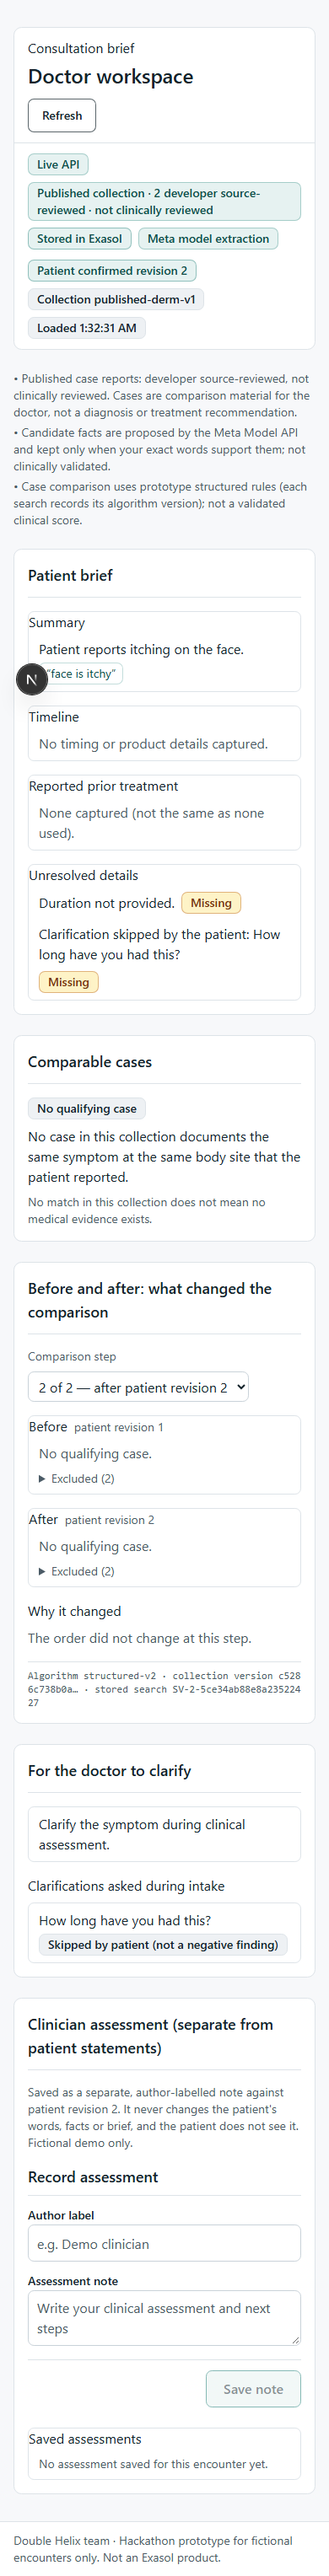 Consultation brief
Doctor workspace
Refresh
Live API
Published collection · 2 developer source-
reviewed · not clinically reviewed
Stored in Exasol
Meta model extraction
Patient confirmed revision 2
Collection published-derm-v1
Loaded 1:32:31 AM
• Published case reports: developer source-reviewed, not
clinically reviewed. Cases are comparison material for the
doctor, not a diagnosis or treatment recommendation.
• Candidate facts are proposed by the Meta Model API
and kept only when your exact words support them; not
clinically validated.
• Case comparison uses prototype structured rules (each
search records its algorithm version); not a validated
clinical score.
Patient brief
Summary
Patient reports itching on the face.
N
“face is itchy”
Timeline
No timing or product details captured.
Reported prior treatment
None captured (not the same as none
used).
Unresolved details
Duration not provided. Missing
Clarification skipped by the patient: How
long have you had this?
Missing
Comparable cases
No qualifying case
No case in this collection documents the
same symptom at the same body site that the
patient reported.
No match in this collection does not mean no
medical evidence exists.
Before and after: what changed the
comparison
Comparison step
2 of 2 — after patient revision 2
Before patient revision 1
No qualifying case.
▶ Excluded (2)
After patient revision 2
No qualifying case.
▶ Excluded (2)
Why it changed
The order did not change at this step.
Algorithm structured-v2 · collection version c528
6c738b0a… · stored search SV-2-5ce34ab88e8a235224
27
For the doctor to clarify
Clarify the symptom during clinical
assessment.
Clarifications asked during intake
How long have you had this?
Skipped by patient (not a negative finding)
Clinician assessment (separate from
patient statements)
Saved as a separate, author-labelled note against
patient revision 2. It never changes the patient's
words, facts or brief, and the patient does not see it.
Fictional demo only.
Record assessment
Author label
e.g. Demo clinician
Assessment note
Write your clinical assessment and next
steps
Save note
Saved assessments
No assessment saved for this encounter yet.
Double Helix team · Hackathon prototype for fictional
encounters only. Not an Exasol product.